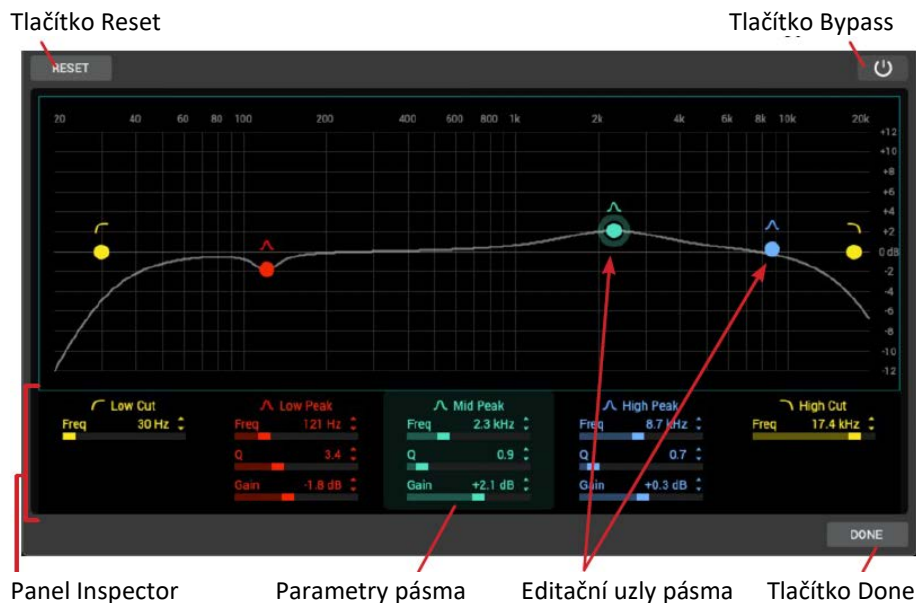 Tlačítko Reset
Tlačítko Bypass
RESET
20 40 60 80 100 200 400 600 800 1k 2k 4k 6k 8k 10k 20k
+12
+10
+8
+6
+4
+2
0 dB
-2
-4
-6
-8
-10
-12
Low Cut Low Peak Mid Peak High Peak High Cut
Freq 30 Hz Freq 121 Hz Freq 2.3 kHz Freq 8.7 kHz Freq 17.4 kHz
Q 3.4 Q 0.9 Q 0.7
Gain -1.8 dB Gain +2.1 dB Gain +0.3 dB
DONE
Panel Inspector Parametry pásma Editační uzly pásma Tlačítko Done